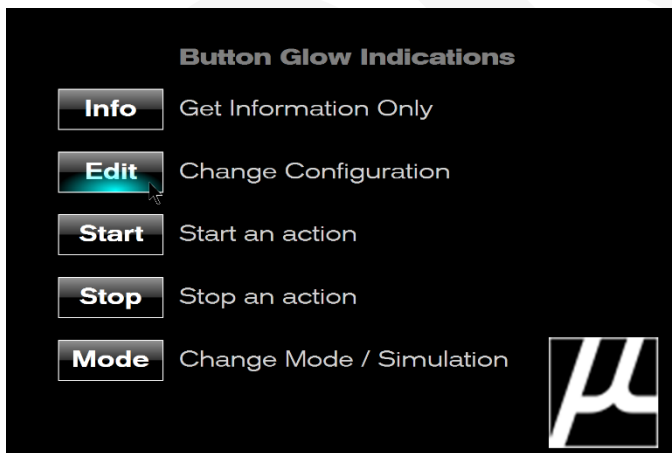 Button Glow Indications
Info Get Information Only
Edit Change Configuration
Start Start an action
Stop Stop an action
Mode Change Mode / Simulation
μ